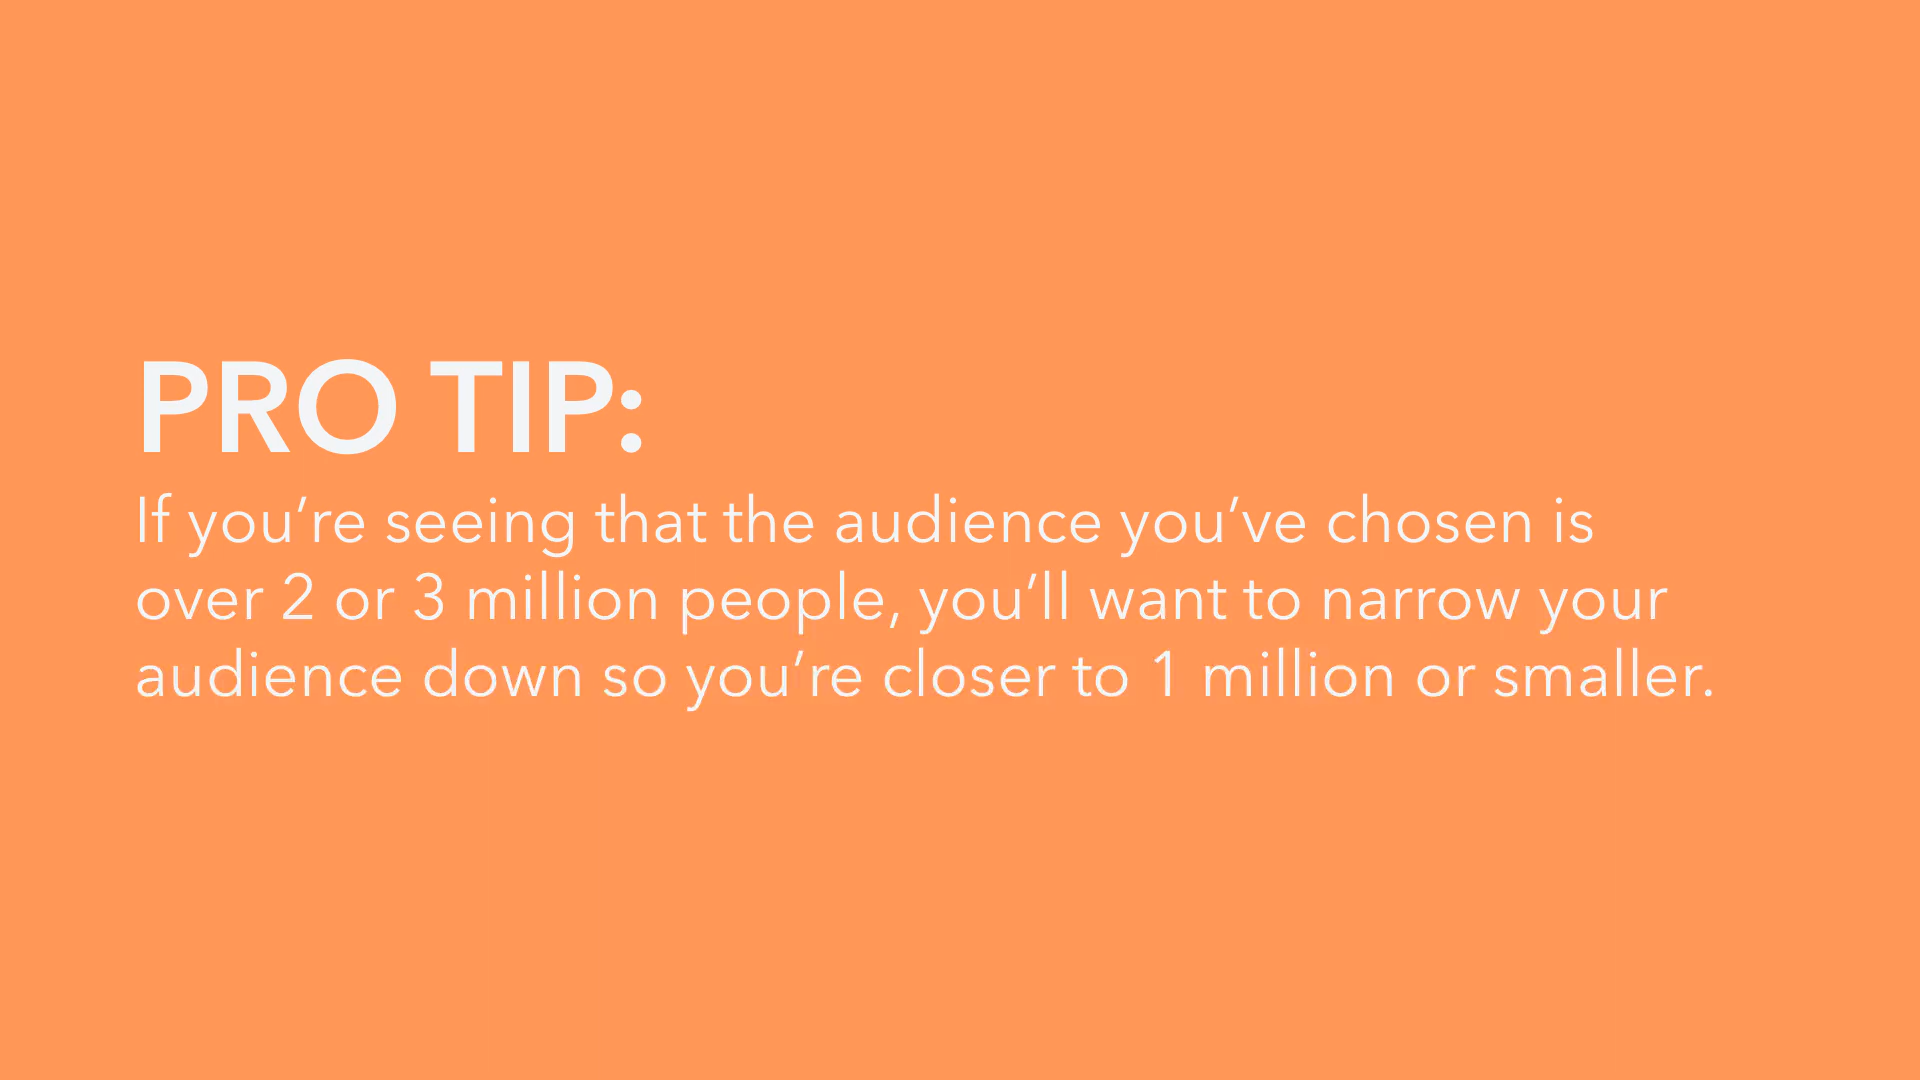 PRO TIP:
If you’re seeing that the audience you’ve chosen is
over 2 or 3 million people, you’ll want to narrow your
audience down so you’re closer to 1 million or smaller.